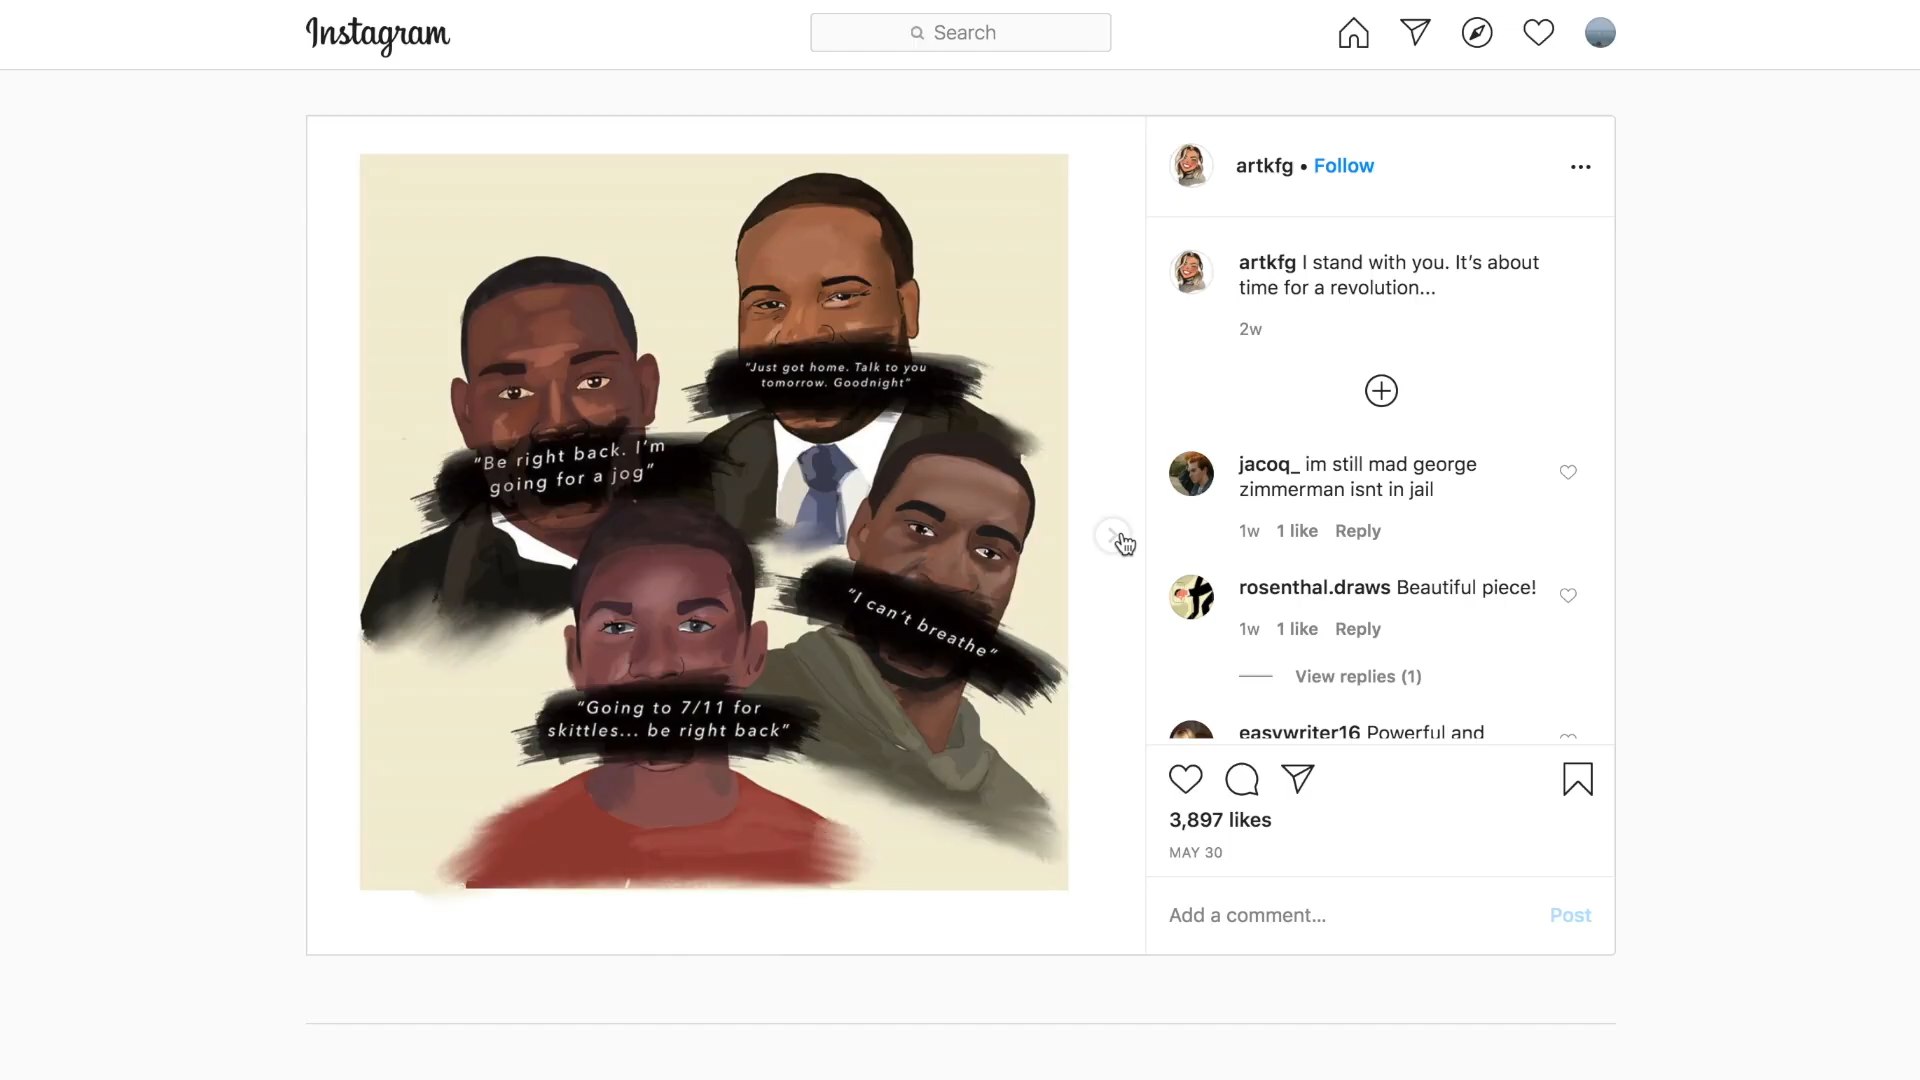 Instagram
Search
"Just got home. Talk to you
tomorrow. Goodnight"
"Be right back. I'm
going for a jog"
"I can't breathe"
"Going to 7/11 for
skittles... be right back"
artkfg • Follow
artkfg I stand with you. It's about
time for a revolution...
2w
jacoq_ im still mad george
zimmerman isnt in jail
1w 1 like Reply
rosenthal.draws Beautiful piece!
1w 1 like Reply
View replies (1)
easywriter16 Powerful and
3,897 likes
MAY 30
Add a comment... Post